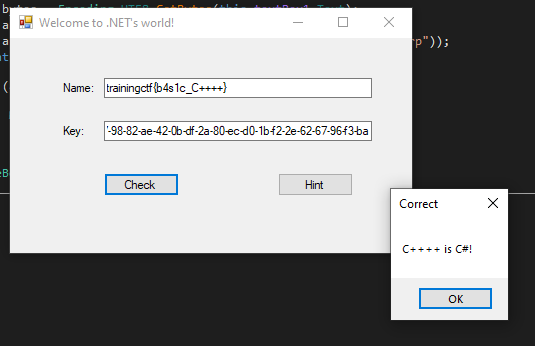 Welcome to .NET's world!
Name: trainingctf{b4s1c_C++++}
Key: -98-82-ae-42-0b-df-2a-80-ec-d0-1b-f2-2e-62-67-96-f3-ba
Check Hint
Correct
C++++ is C#!
OK
rp"));